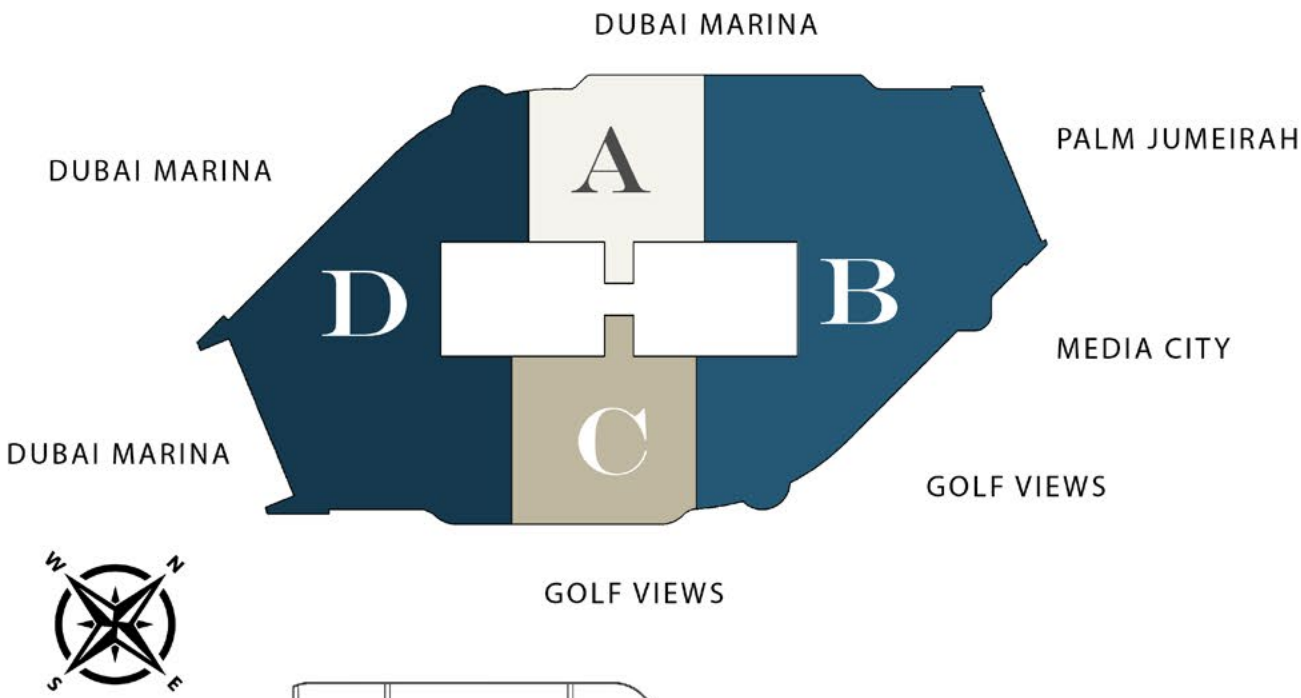 DUBAI MARINA
PALM JUMEIRAH
DUBAI MARINA
A
D
B
MEDIA CITY
C
DUBAI MARINA
GOLF VIEWS
GOLF VIEWS
W N
S E